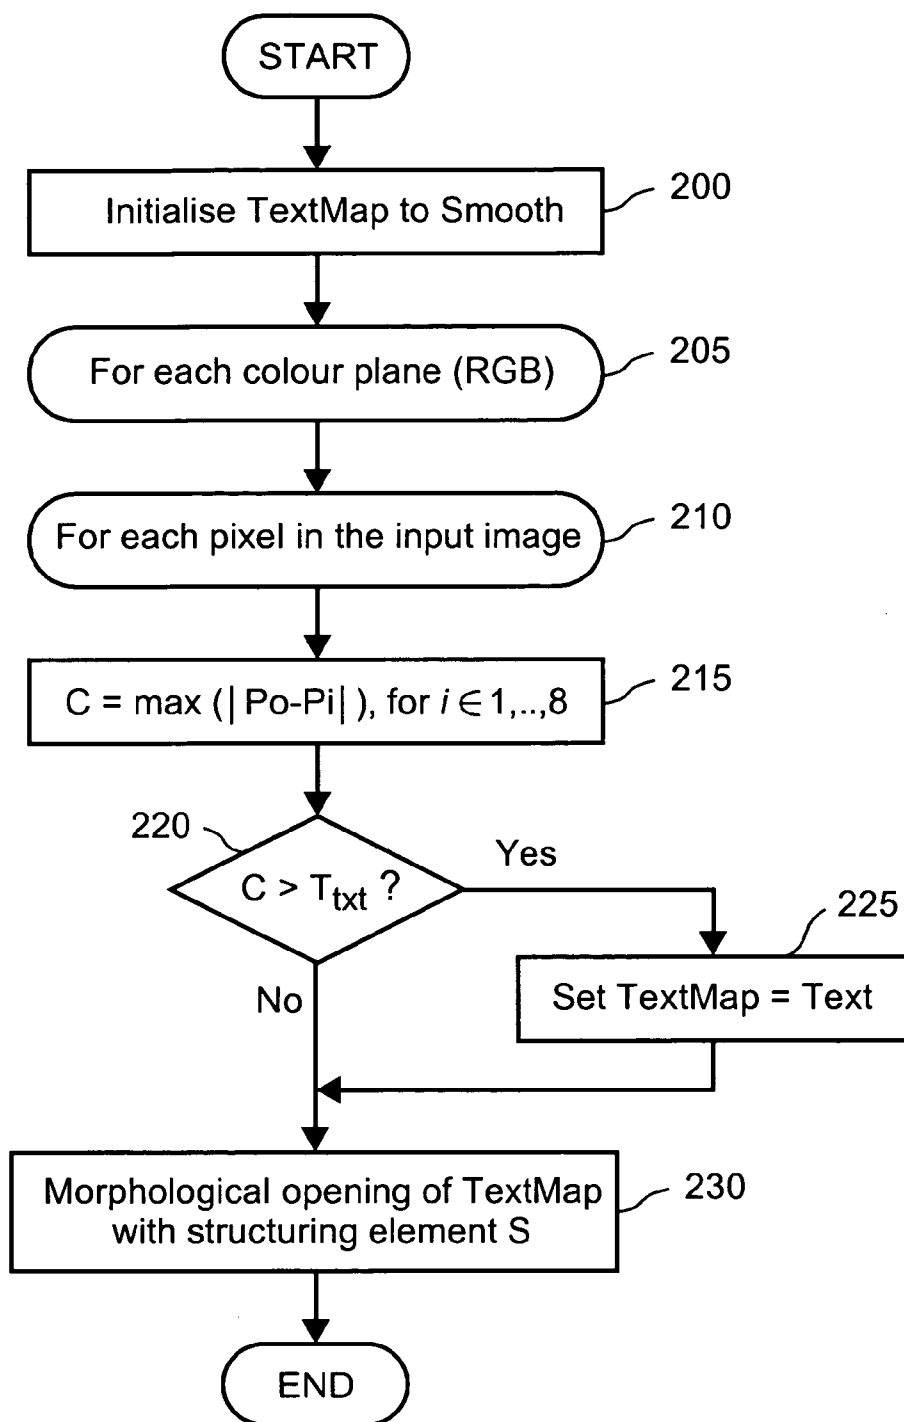 START
Initialise TextMap to Smooth
200
For each colour plane (RGB)
205
For each pixel in the input image
210
C = max (|Po-Pi|), for i ∈ 1,..,8
215
220
C > Ttxt ?
Yes
225
Set TextMap = Text
No
Morphological opening of TextMap
with structuring element S
230
END